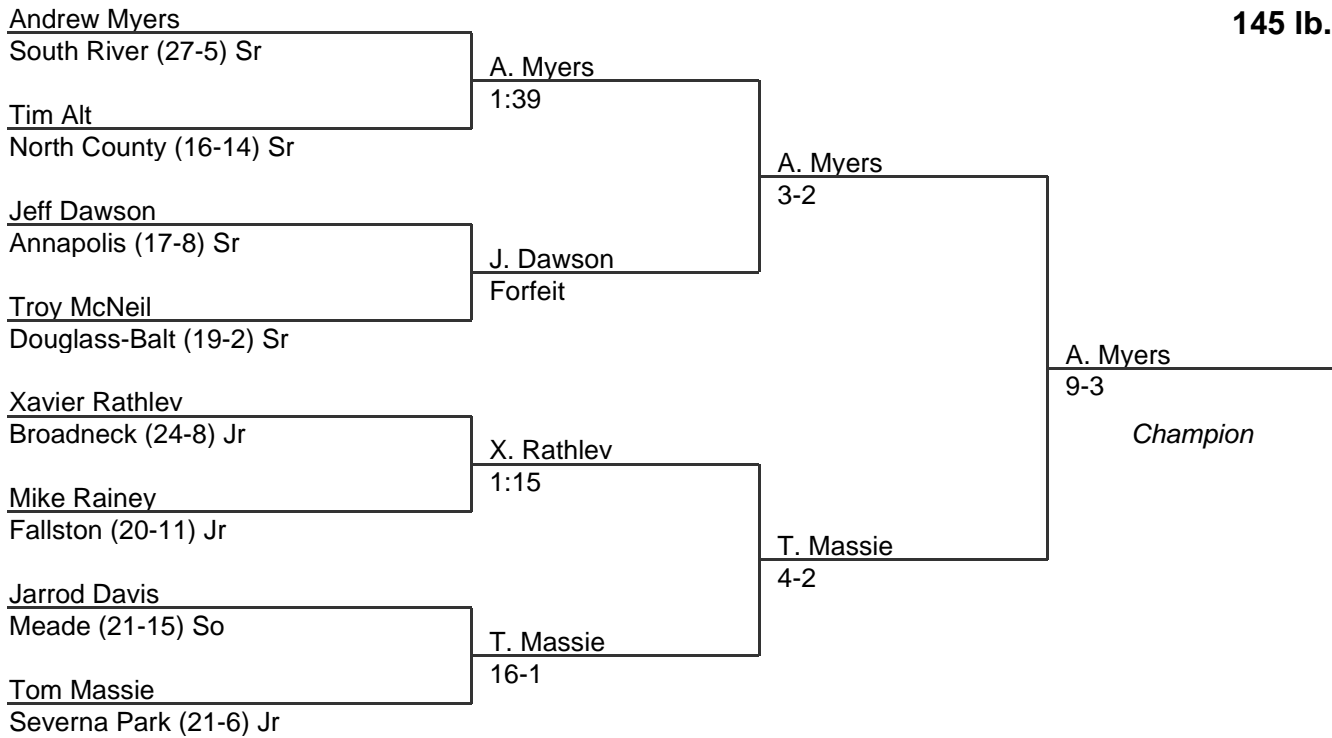 145 lb.
Andrew Myers
South River (27-5) Sr
Tim Alt
North County (16-14) Sr
Jeff Dawson
Annapolis (17-8) Sr
Troy McNeil
Douglass-Balt (19-2) Sr
Xavier Rathlev
Broadneck (24-8) Jr
Mike Rainey
Fallston (20-11) Jr
Jarrod Davis
Meade (21-15) So
Tom Massie
Severna Park (21-6) Jr
A. Myers
1:39
J. Dawson
Forfeit
X. Rathlev
1:15
T. Massie
16-1
A. Myers
3-2
T. Massie
4-2
A. Myers
9-3
Champion